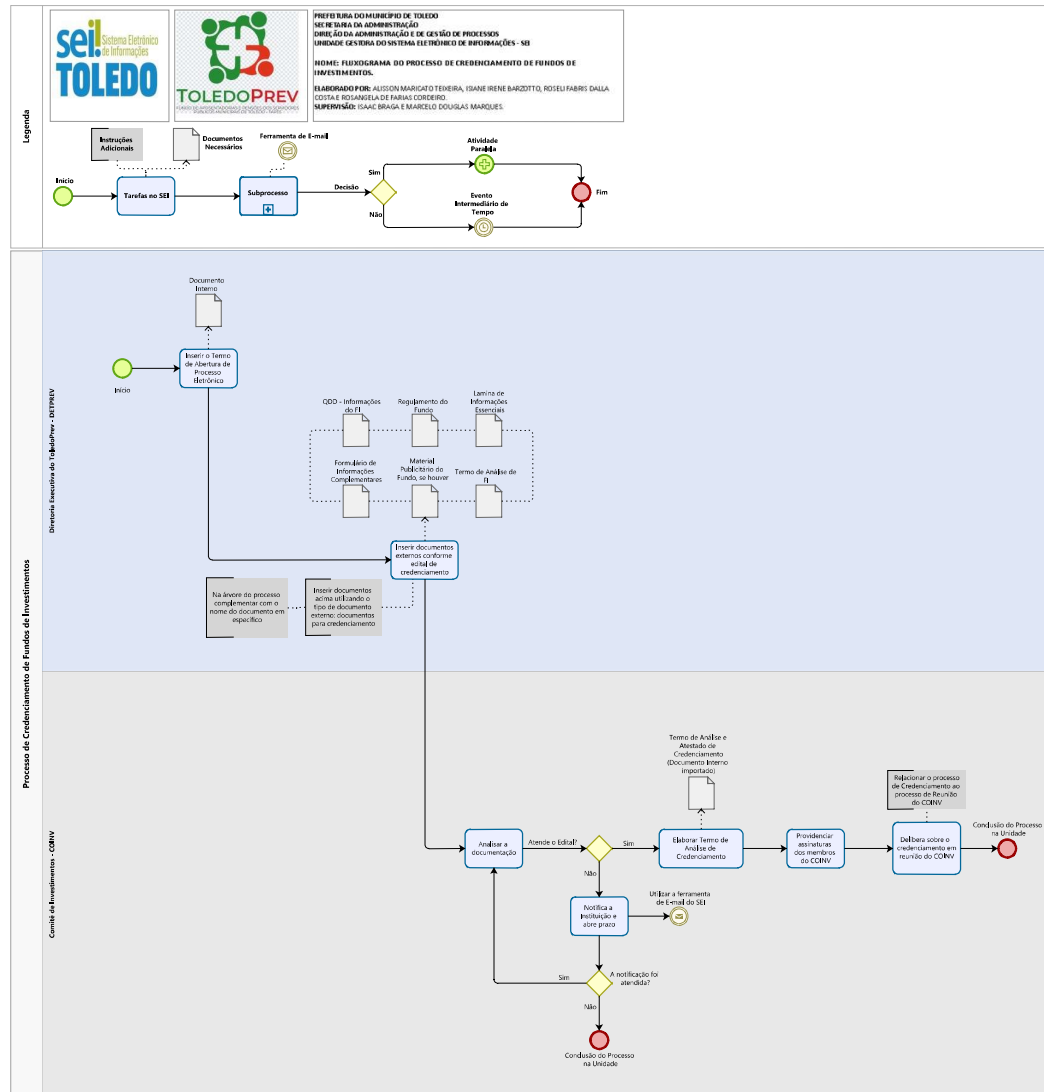 sei! Sistema Eletrônico
de Informações
TOLEDO
TOLEDOPREV
PREFEITURA DO MUNICÍPIO DE TOLEDO
SECRETARIA DA ADMINISTRAÇÃO
DIREÇÃO DA ADMINISTRAÇÃO E DE GESTÃO DE PROCESSOS
UNIDADE GESTORA DO SISTEMA ELETRÔNICO DE INFORMAÇÕES - SEI
NOME: FLUXOGRAMA DO PROCESSO DE CREDENCIAMENTO DE FUNDOS DE
INVESTIMENTOS.
ELABORADO POR: ALISSON MARICATO TEIXEIRA, ISIANE IRENE BARZOTTO, ROSELI FABRIS DALLA
COSTA E ROSANGELA DE FARIAS CORDEIRO.
SUPERVISÃO: ISAAC BRAGA E MARCELO DOUGLAS MARQUES.
Legenda
Instruções
Adicionais
Documentos
Necessários
Ferramenta de E-mail
Início
Tarefas no SEI
Subprocesso
Decisão
Sim
Não
Atividade
Paralela
Evento
Intermediário de
Tempo
Fim
Processo de Credenciamento de Fundos de Investimentos
Diretoria Executiva do ToledoPrev - DETPREV
Documento
Interno
Início
Inserir o Termo
de Abertura de
Processo
Eletrônico
QDD - Informações
do FI
Regulamento do
Fundo
Lamina de
Informações
Essenciais
Formulário de
Informações
Complementares
Material
Publicitário do
Fundo, se houver
Termo de Análise de
FI
Inserir documentos
externos conforme
edital de
credenciamento
Na árvore do processo
complementar com o
nome do documento em
específico
Inserir documentos
acima utilizando o
tipo de documento
externo: documentos
para credenciamento
Comitê de Investimentos - COINV
Analisar a
documentação
Atende o Edital?
Sim
Não
Termo de Análise e
Atestado de
Credenciamento
(Documento Interno
importado)
Elaborar Termo de
Análise de
Credenciamento
Providenciar
assinaturas
dos membros
do COINV
Relacionar o processo
de Credenciamento ao
processo de Reunião
do COINV
Delibera sobre o
credenciamento em
reunião do COINV
Conclusão do Processo
na Unidade
Notifica a
Instituição e
abre prazo
Utilizar a ferramenta
de E-mail do SEI
A notificação foi
atendida?
Sim
Não
Conclusão do Processo
na Unidade